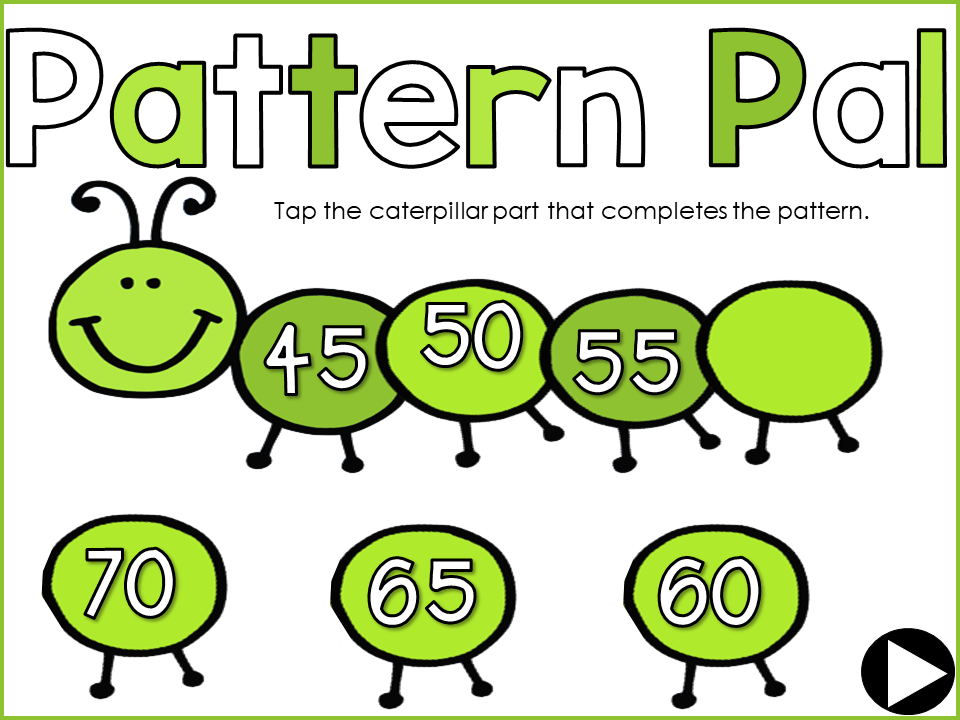 Pattern Pal
Tap the caterpillar part that completes the pattern.
45 50 55
70 65 60